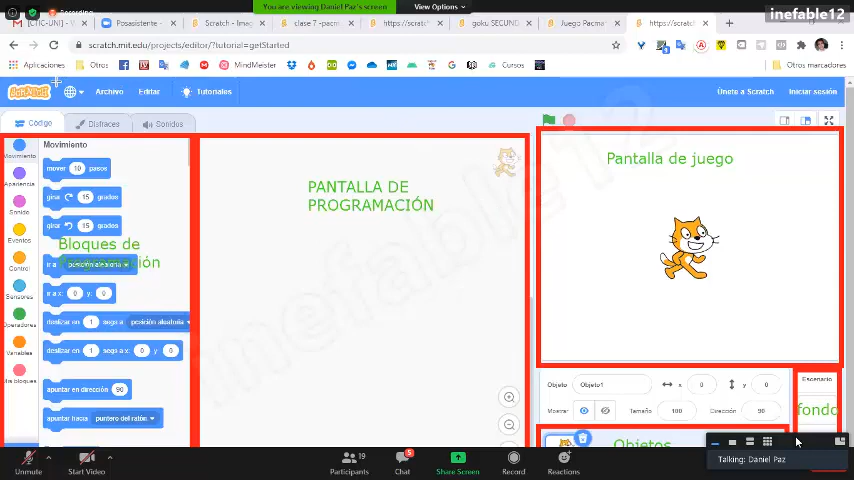 Recording
You are viewing Daniel Paz's screen
View Options
inefable12
[CITIC-UNI] - W
Posasistente -
Scratch - Imag
clase 7 -pacm
https://scratch
goku SECUND
Juego Racma
https://scratch
scratch.mit.edu/projects/editor/?tutorial=getStarted
Aplicaciones
Otros
MindMeister
Cursos
Otros marcadores
SCRATCH
Archivo
Editar
Tutoriales
Únete a Scratch
Iniciar sesión
Código
Disfraces
Sonidos
Movimiento
Movimiento
Apariencia
Sonido
Eventos
Control
Sensores
Operadores
Variables
Mis bloques
mover 10 pasos
girar 15 grados
girar 15 grados
Bloques de
Programación
ir a posición aleatoria
ir a x: 0 y: 0
deslizar en 1 segs a posición aleatoria
deslizar en 1 segs a x: 0 y: 0
apuntar en dirección 90
apuntar hacia puntero del ratón
PANTALLA DE
PROGRAMACIÓN
Pantalla de juego
Objeto
Objeto1
x 0
y 0
Mostrar
Tamaño
100
Dirección
90
Escenario
fondo
Objetos
inefable12
Unmute
Start Video
Participants
19
Chat
5
Share Screen
Record
Reactions
Talking: Daniel Paz